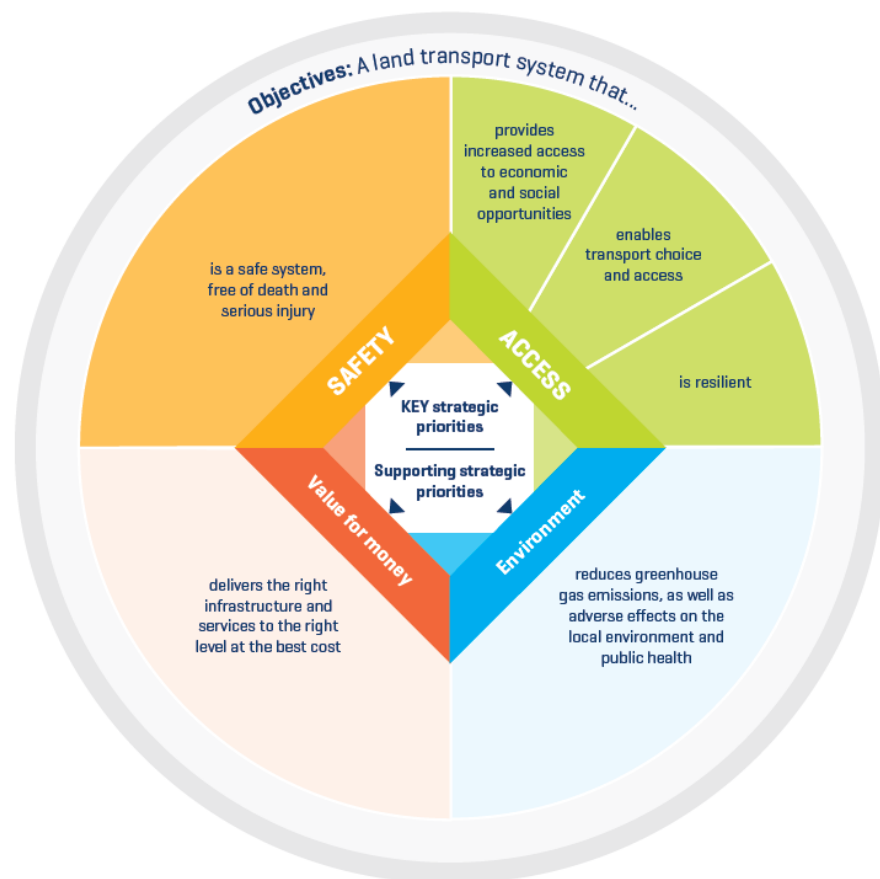 Objectives: A land transport system that...
provides
increased access
to economic
and social
opportunities
enables
transport choice
and access
is resilient
is a safe system,
free of death and
serious injury
SAFETY
ACCESS
KEY strategic
priorities
Supporting strategic
priorities
Value for money
Environment
delivers the right
infrastructure and
services to the right
level at the best cost
reduces greenhouse
gas emissions, as well as
adverse effects on the
local environment and
public health